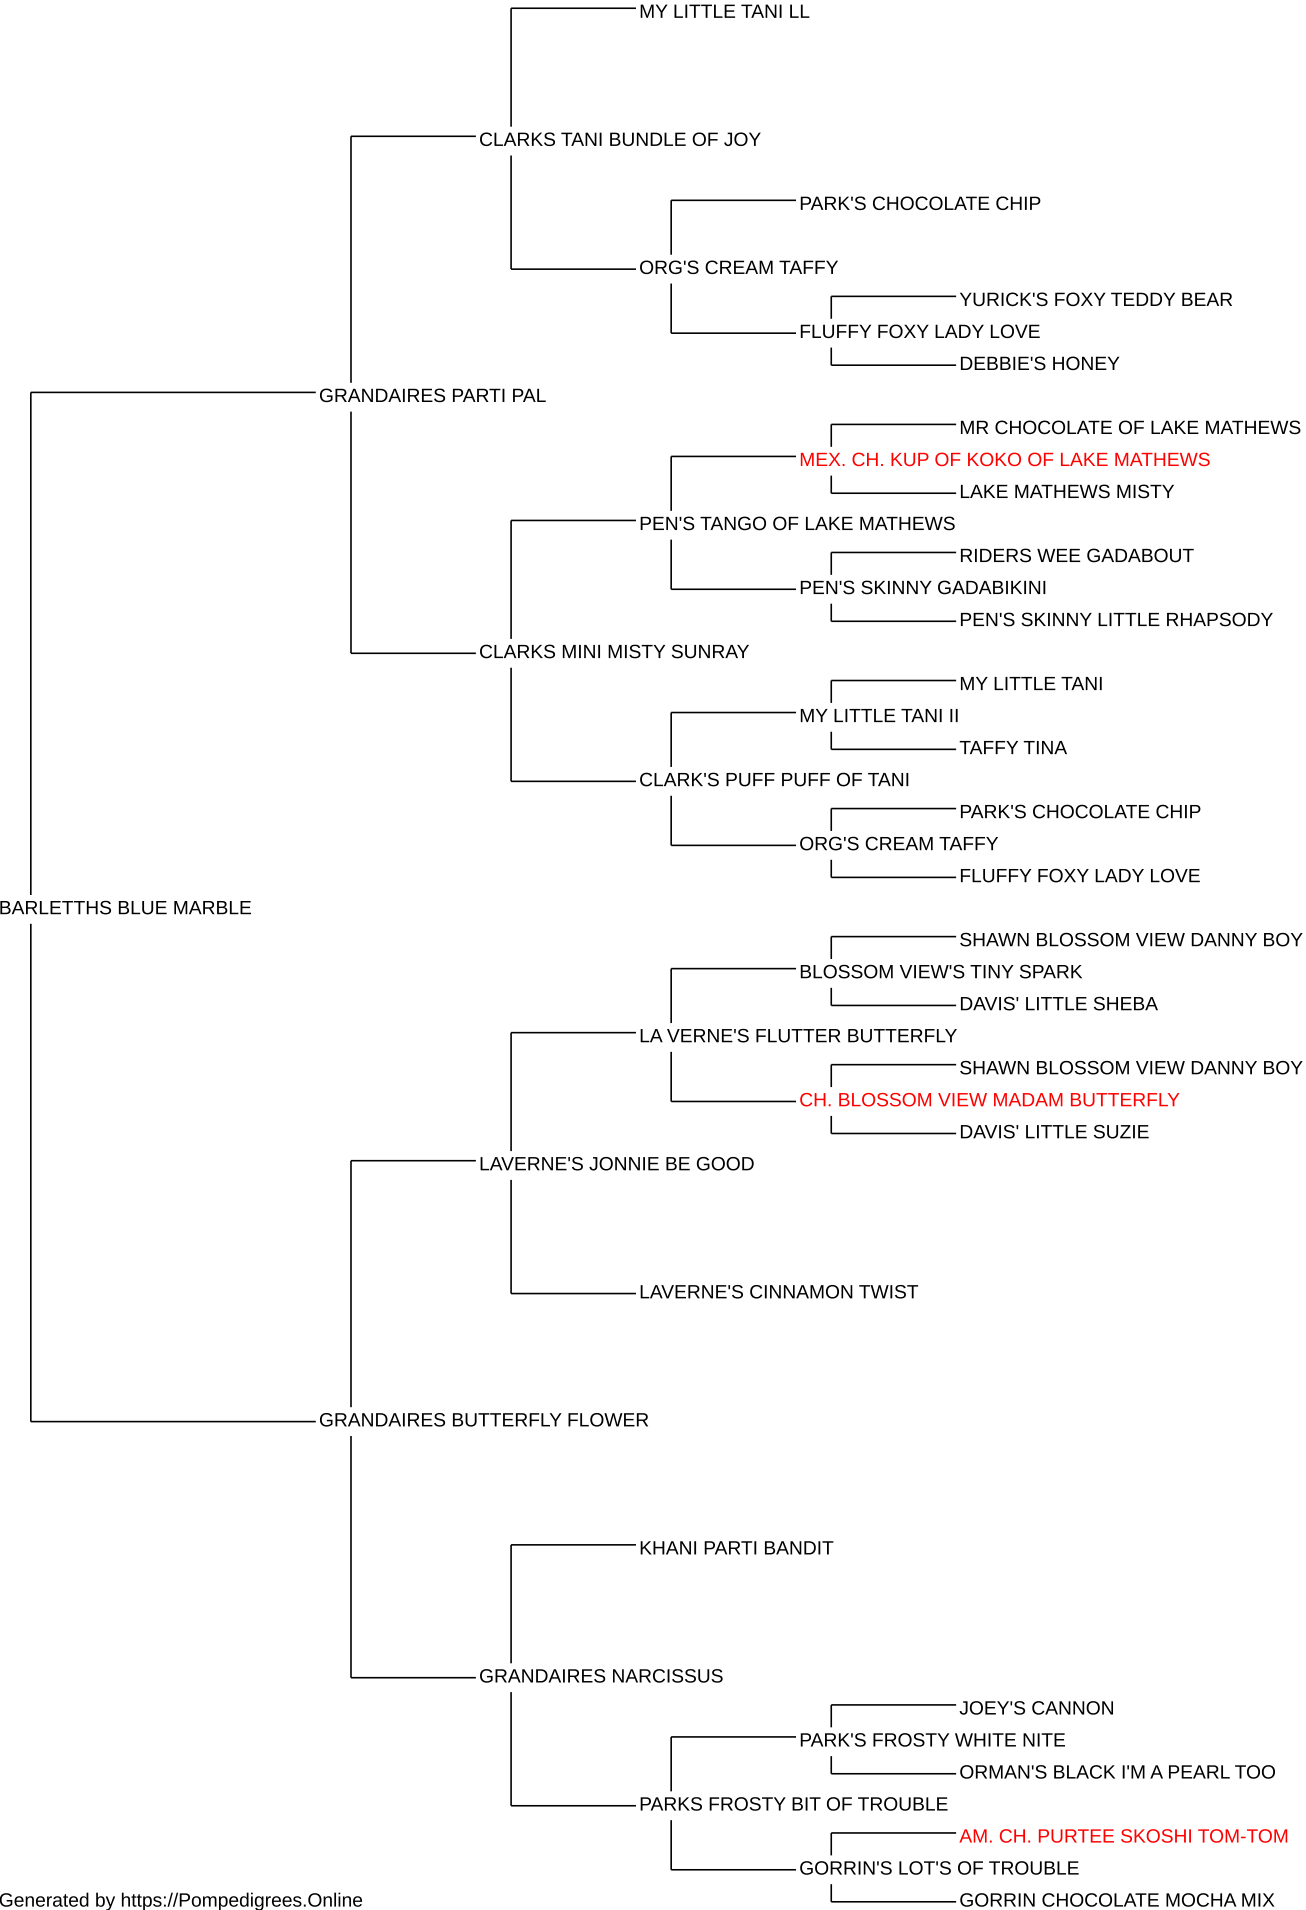 MY LITTLE TANI LL
CLARKS TANI BUNDLE OF JOY
PARK'S CHOCOLATE CHIP
ORG'S CREAM TAFFY
YURICK'S FOXY TEDDY BEAR
FLUFFY FOXY LADY LOVE
DEBBIE'S HONEY
GRANDAIRES PARTI PAL
MR CHOCOLATE OF LAKE MATHEWS
MEX. CH. KUP OF KOKO OF LAKE MATHEWS
LAKE MATHEWS MISTY
PEN'S TANGO OF LAKE MATHEWS
RIDERS WEE GADABOUT
PEN'S SKINNY GADABIKINI
PEN'S SKINNY LITTLE RHAPSODY
CLARKS MINI MISTY SUNRAY
MY LITTLE TANI
MY LITTLE TANI II
TAFFY TINA
CLARK'S PUFF PUFF OF TANI
PARK'S CHOCOLATE CHIP
ORG'S CREAM TAFFY
FLUFFY FOXY LADY LOVE
BARLETTHS BLUE MARBLE
SHAWN BLOSSOM VIEW DANNY BOY
BLOSSOM VIEW'S TINY SPARK
DAVIS' LITTLE SHEBA
LA VERNE'S FLUTTER BUTTERFLY
SHAWN BLOSSOM VIEW DANNY BOY
CH. BLOSSOM VIEW MADAM BUTTERFLY
DAVIS' LITTLE SUZIE
LAVERNE'S JONNIE BE GOOD
LAVERNE'S CINNAMON TWIST
GRANDAIRES BUTTERFLY FLOWER
KHANI PARTI BANDIT
GRANDAIRES NARCISSUS
JOEY'S CANNON
PARK'S FROSTY WHITE NITE
ORMAN'S BLACK I'M A PEARL TOO
PARKS FROSTY BIT OF TROUBLE
AM. CH. PURTEE SKOSHI TOM-TOM
GORRIN'S LOT'S OF TROUBLE
GORRIN CHOCOLATE MOCHA MIX
Generated by https://Pompedigrees.Online